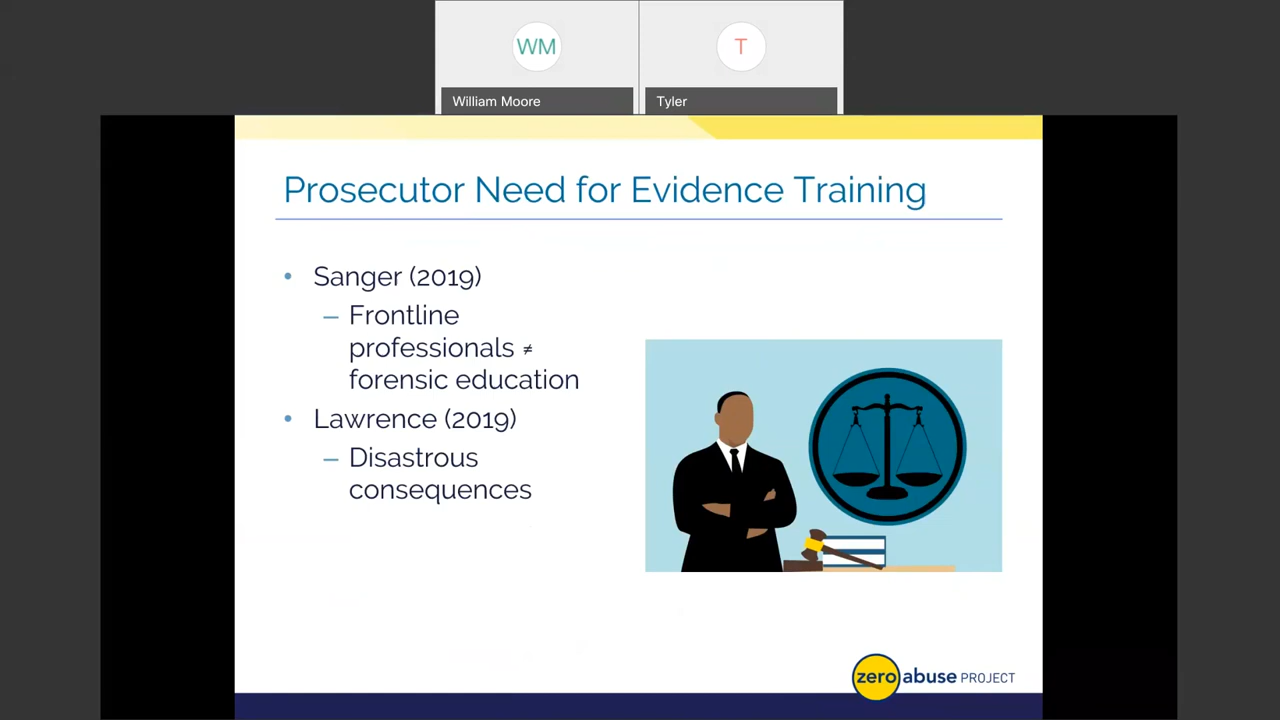 WM
T
William Moore
Tyler
Prosecutor Need for Evidence Training
• Sanger (2019)
– Frontline
professionals ≠
forensic education
• Lawrence (2019)
– Disastrous
consequences
zero abuse PROJECT